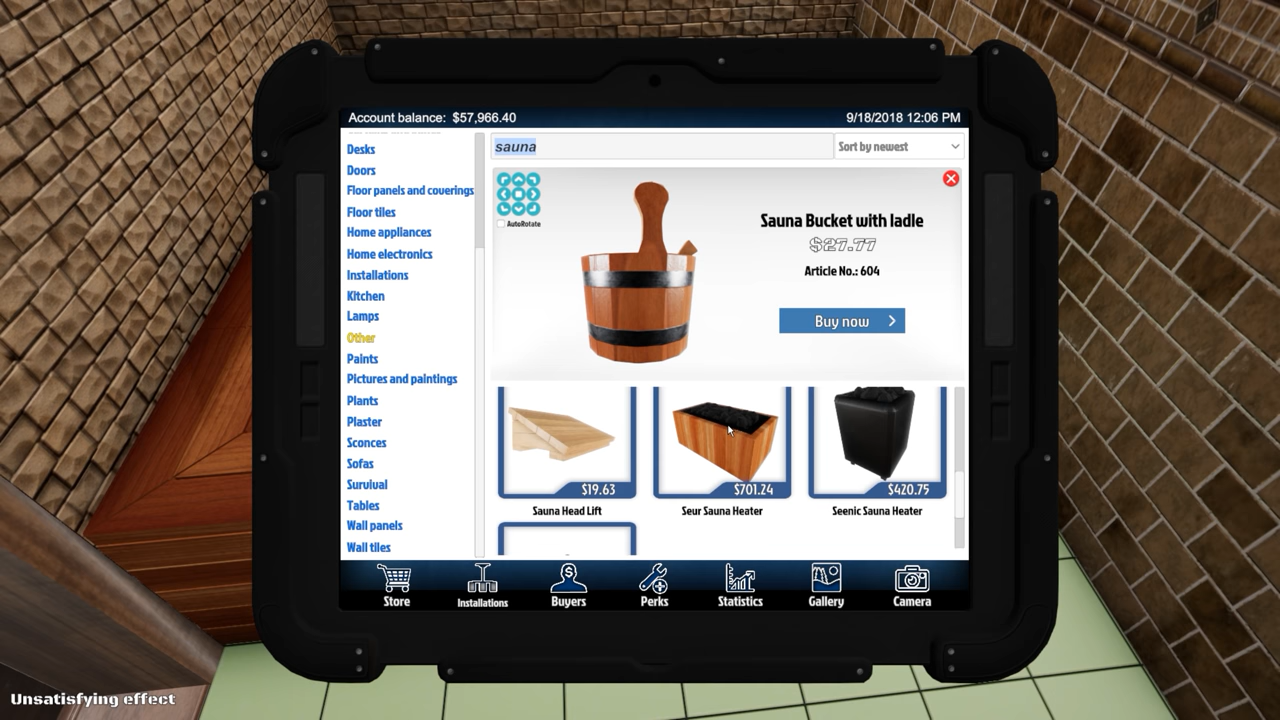 Account balance: $57,966.40
9/18/2018 12:06 PM
Desks
Doors
Floor panels and coverings
Floor tiles
Home appliances
Home electronics
Installations
Kitchen
Lamps
Other
Paints
Pictures and paintings
Plants
Plaster
Sconces
Sofas
Survival
Tables
Wall panels
Wall tiles
sauna
Sort by newest
AutoRotate
Sauna Bucket with ladle
$27.77
Article No.: 604
Buy now
$19.63
$701.24
$420.75
Sauna Head Lift
Seur Sauna Heater
Seenic Sauna Heater
Store
Installations
Buyers
Perks
Statistics
Gallery
Camera
Unsatisfying effect